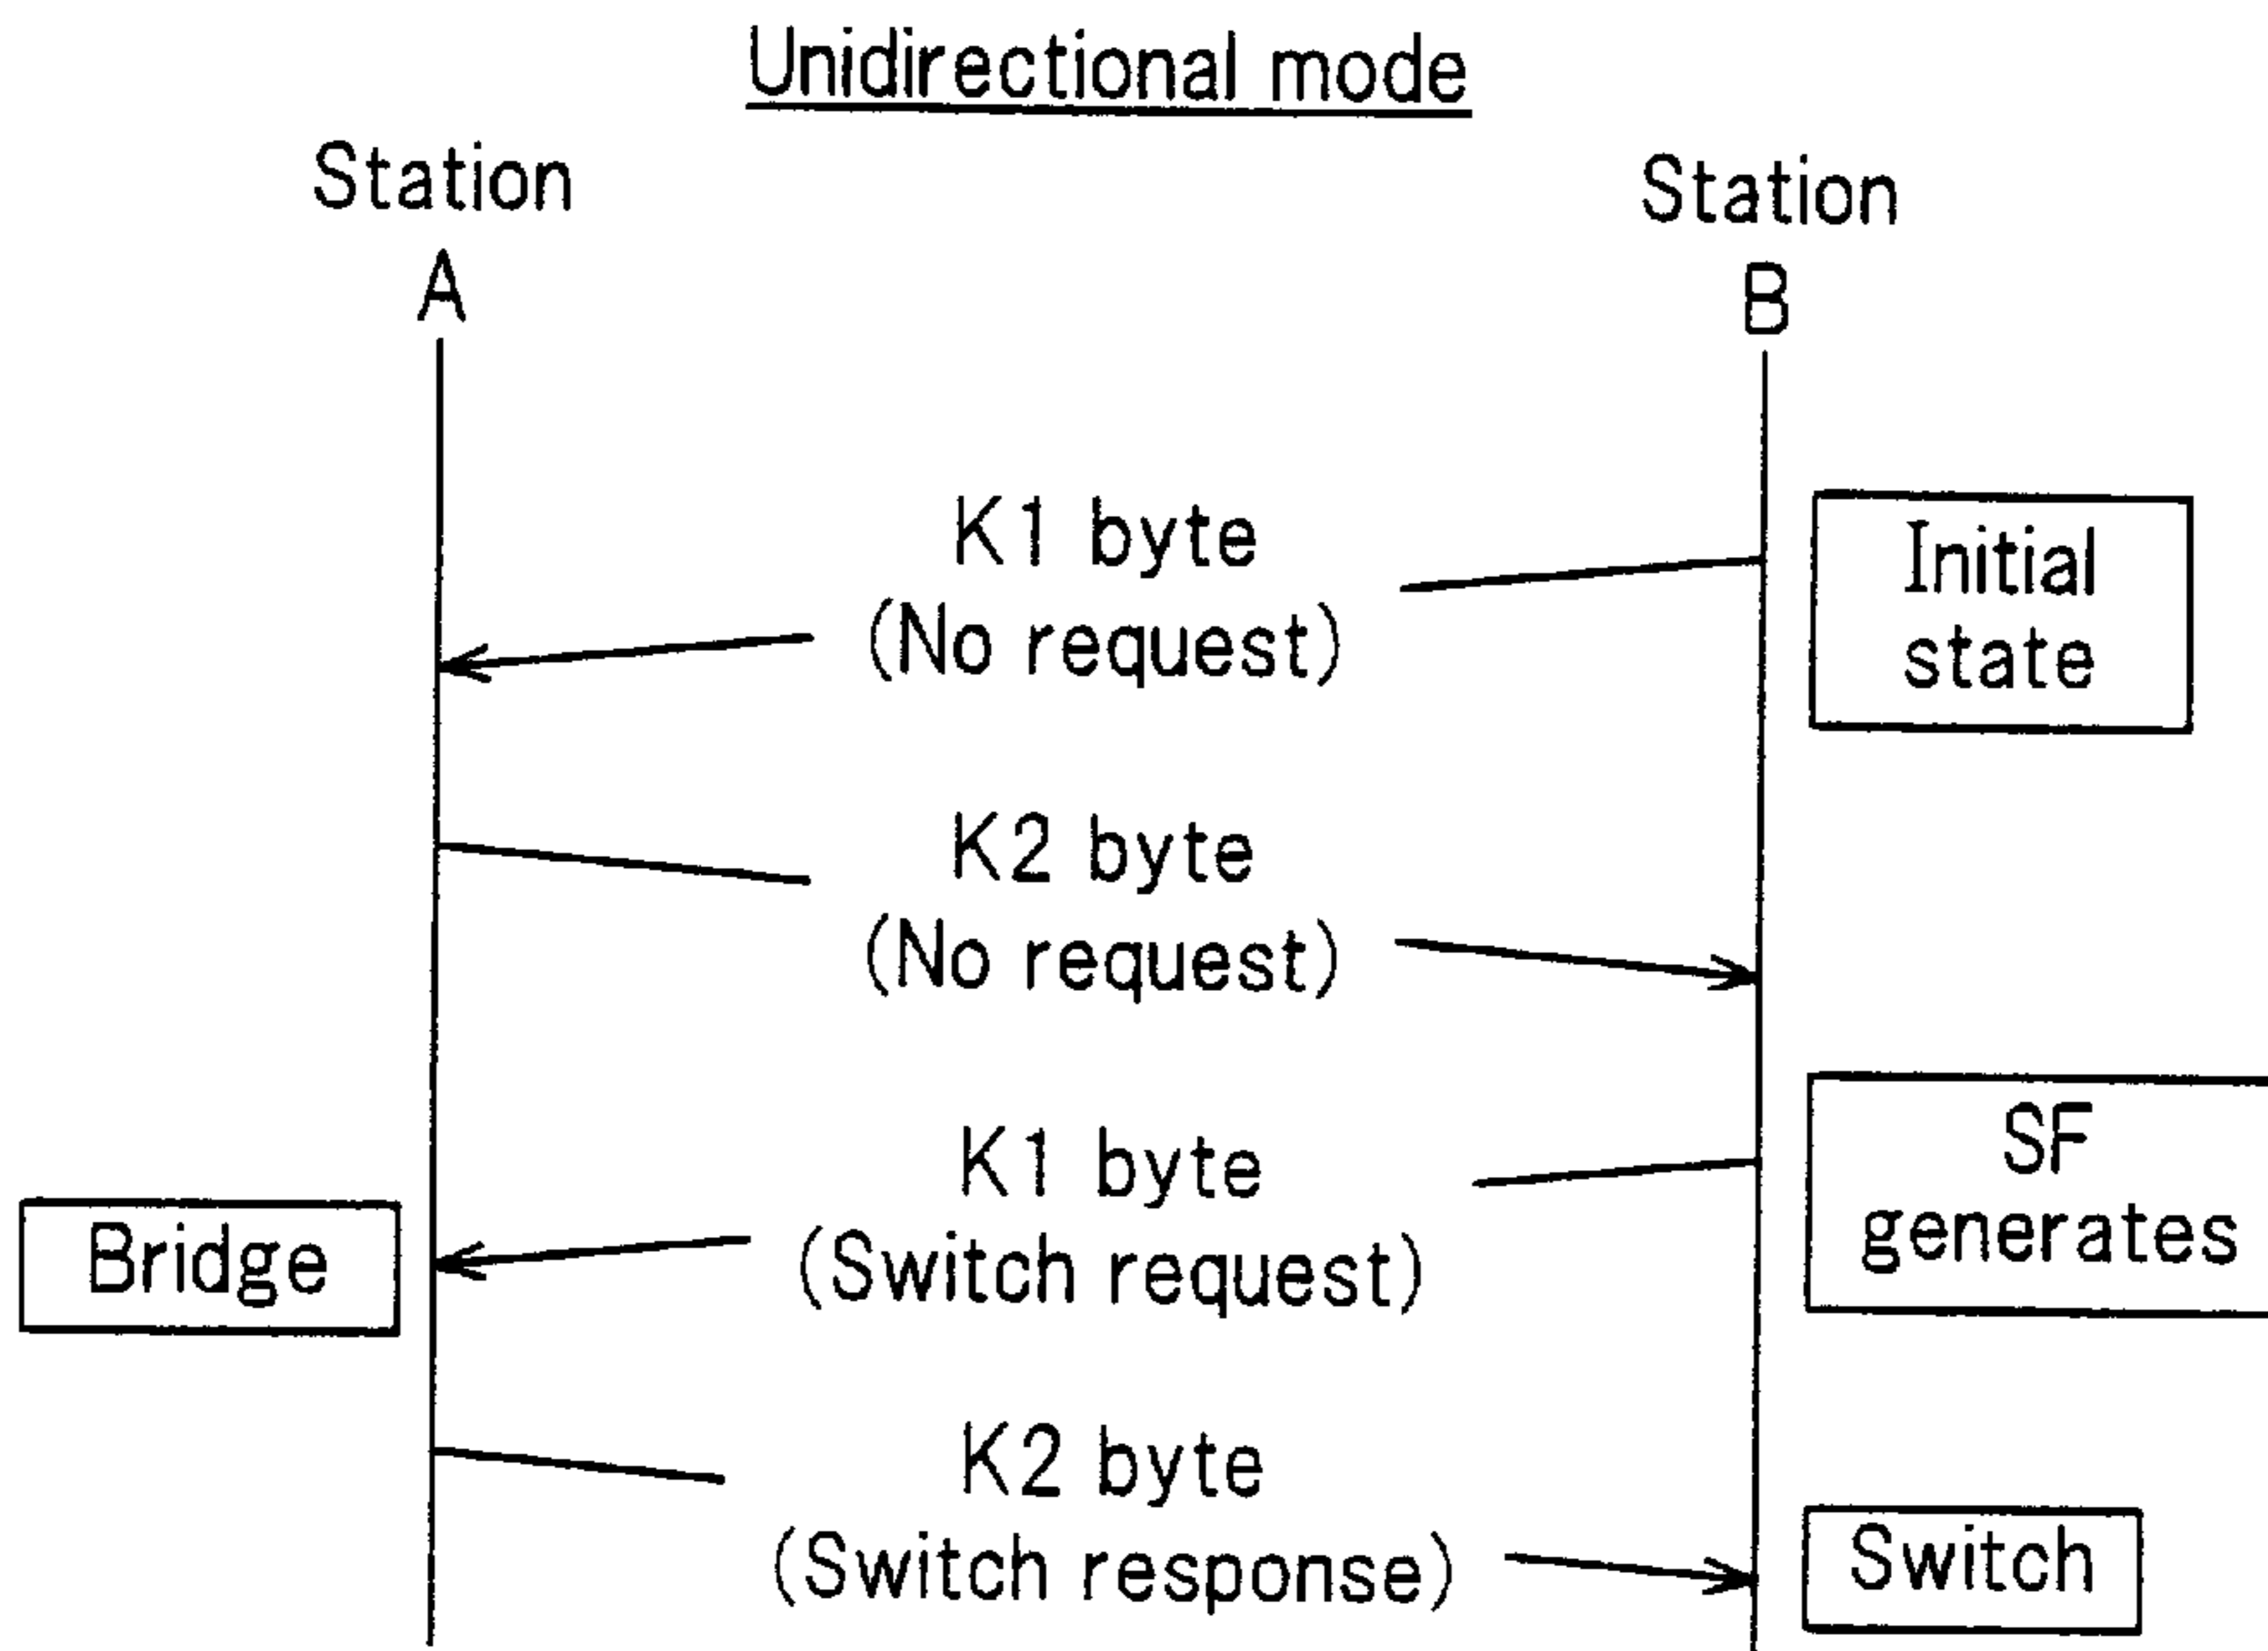 Unidirectional mode
Station
A
Station
B
K1 byte
(No request)
Initial
state
K2 byte
(No request)
K1 byte
(Switch request)
SF
generates
Bridge
K2 byte
(Switch response)
Switch